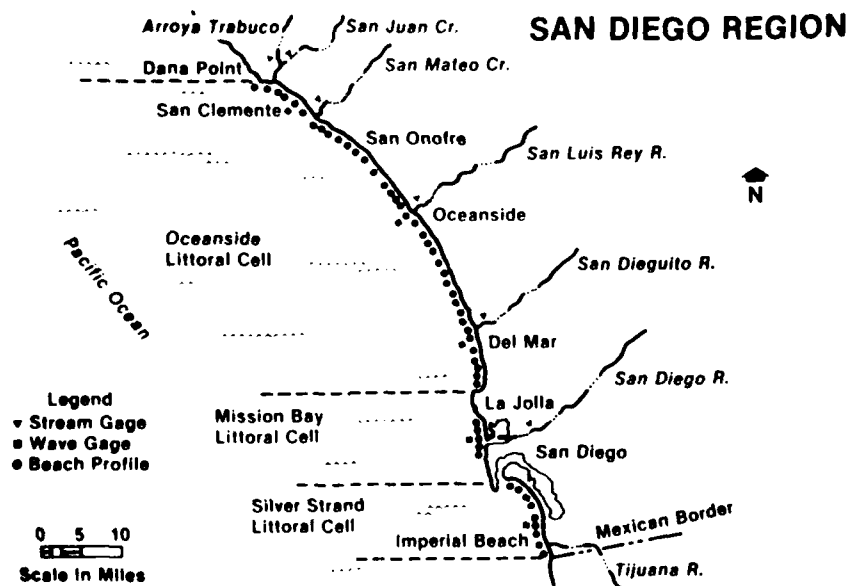 SAN DIEGO REGION
Arroya Trabuco
San Juan Cr.
Dana Point
San Mateo Cr.
San Clemente
San Onofre
San Luis Rey R.
N
Oceanside
Oceanside
Littoral Cell
Pacific Ocean
San Dieguito R.
Del Mar
San Diego R.
La Jolla
Legend
Stream Gage
Wave Gage
Beach Profile
Mission Bay
Littoral Cell
San Diego
Silver Strand
Littoral Cell
Imperial Beach
Mexican Border
Tijuana R.
0 5 10
Scale In Miles